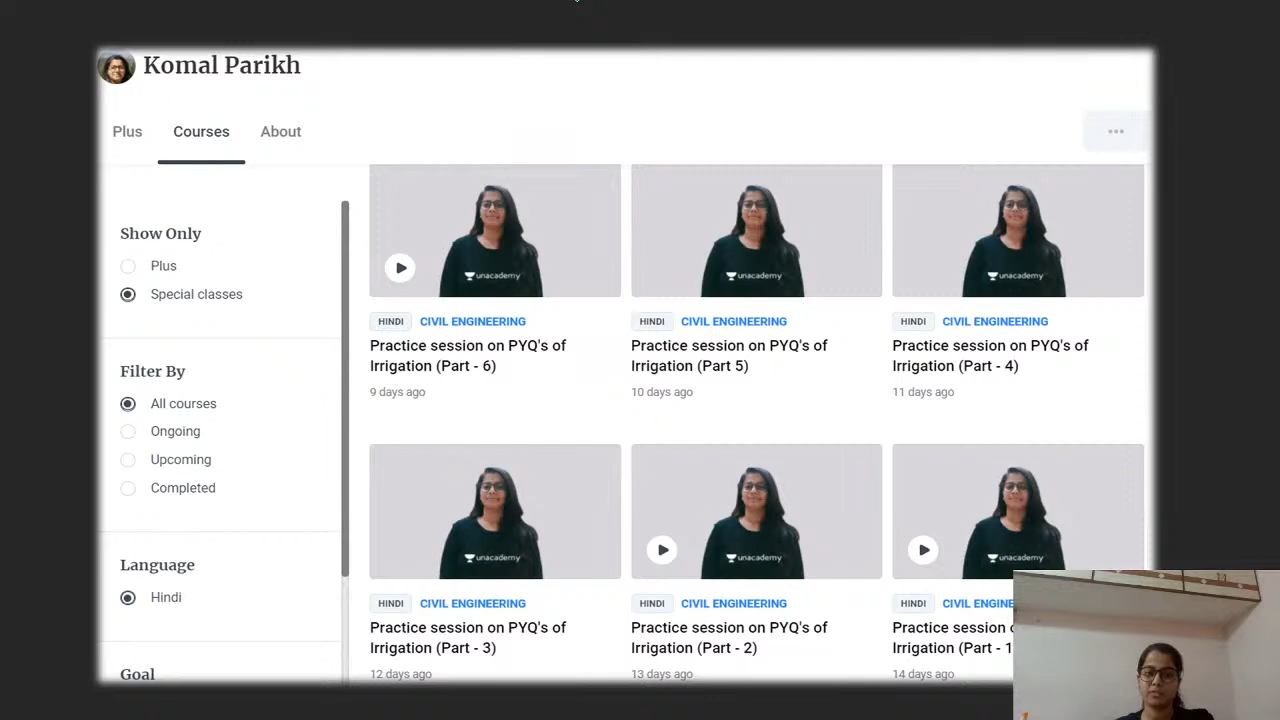 Komal Parikh
Plus Courses About
Show Only
Plus
Special classes
Filter By
All courses
Ongoing
Upcoming
Completed
Language
Hindi
Goal
unacademy
HINDI CIVIL ENGINEERING
Practice session on PYQ's of
Irrigation (Part - 6)
9 days ago
unacademy
HINDI CIVIL ENGINEERING
Practice session on PYQ's of
Irrigation (Part 5)
10 days ago
unacademy
HINDI CIVIL ENGINEERING
Practice session on PYQ's of
Irrigation (Part - 4)
11 days ago
unacademy
HINDI CIVIL ENGINEERING
Practice session on PYQ's of
Irrigation (Part - 3)
12 days ago
unacademy
HINDI CIVIL ENGINEERING
Practice session on PYQ's of
Irrigation (Part - 2)
13 days ago
unacademy
HINDI CIVIL ENGINE
Practice session
Irrigation (Part - 1
14 days ago